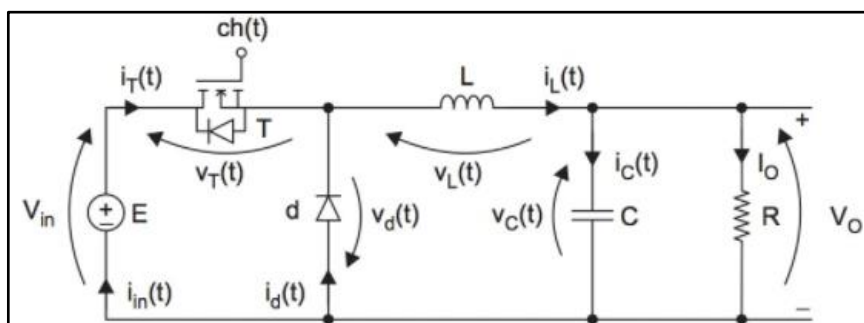 ch(t)
i_T(t)
L
i_L(t)
+
T
v_T(t)
v_L(t)
i_C(t)
I_O
V_in
+
−
E
d
v_d(t)
v_C(t)
C
R
V_O
i_in(t)
i_d(t)
−